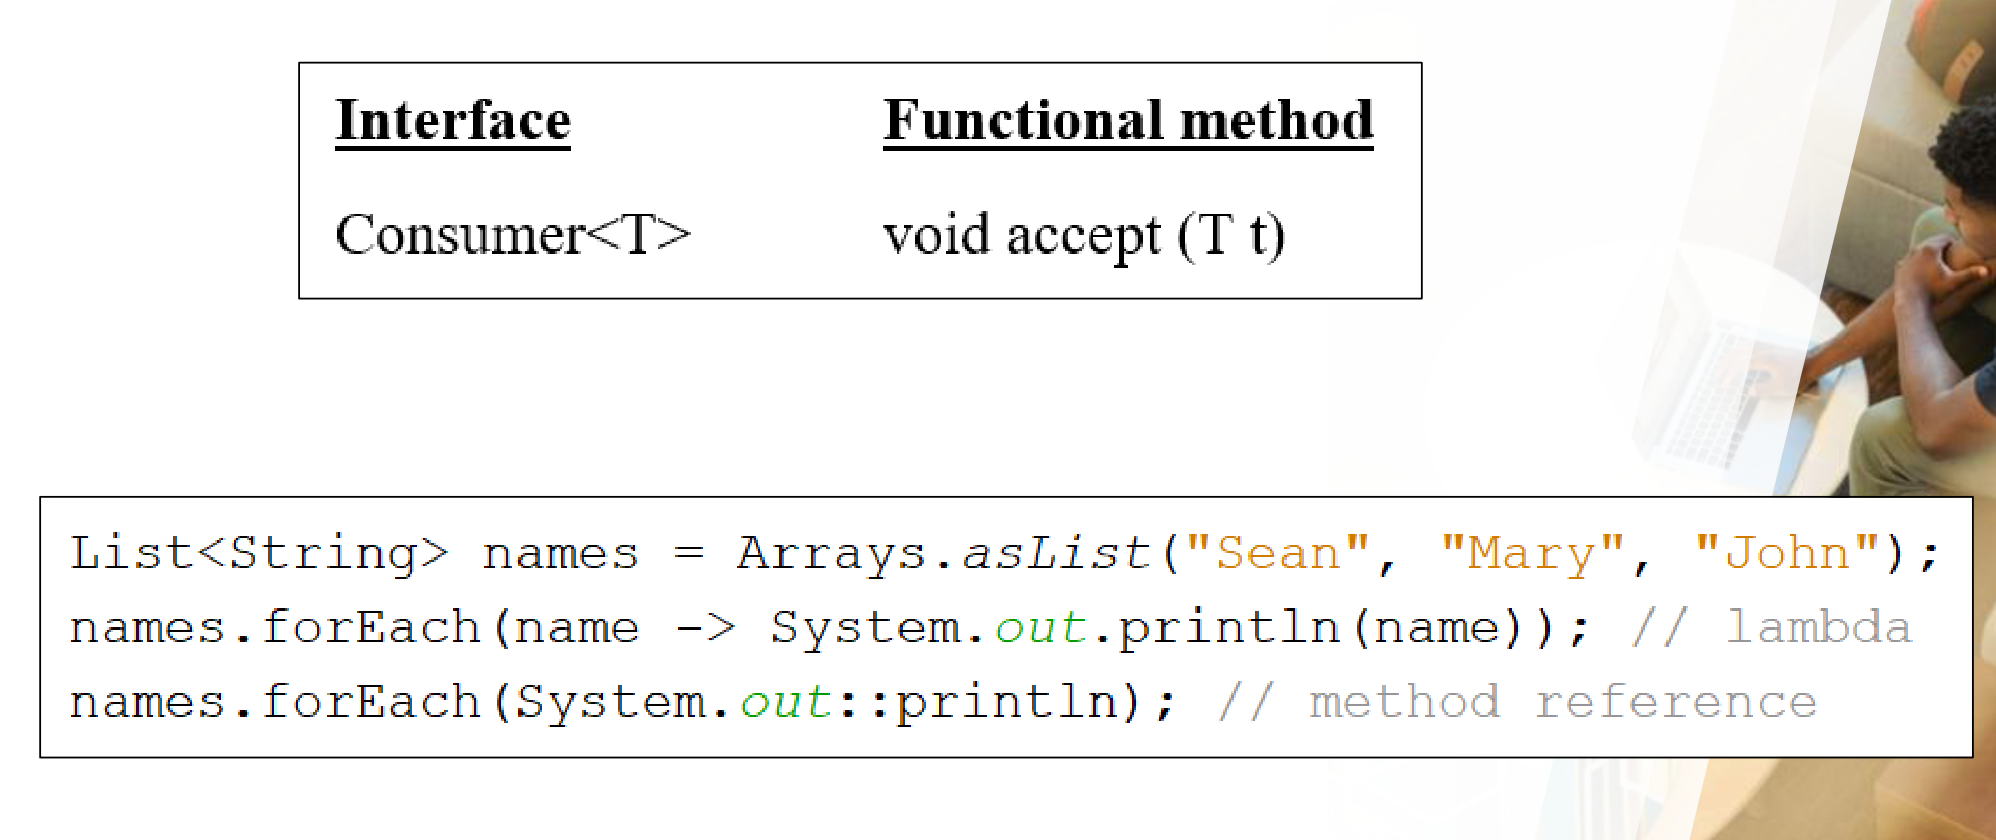 Interface Functional method
Consumer<T> void accept (T t)
List<String> names = Arrays.asList("Sean", "Mary", "John");
names.forEach(name -> System.out.println(name)); // lambda
names.forEach(System.out::println); // method reference